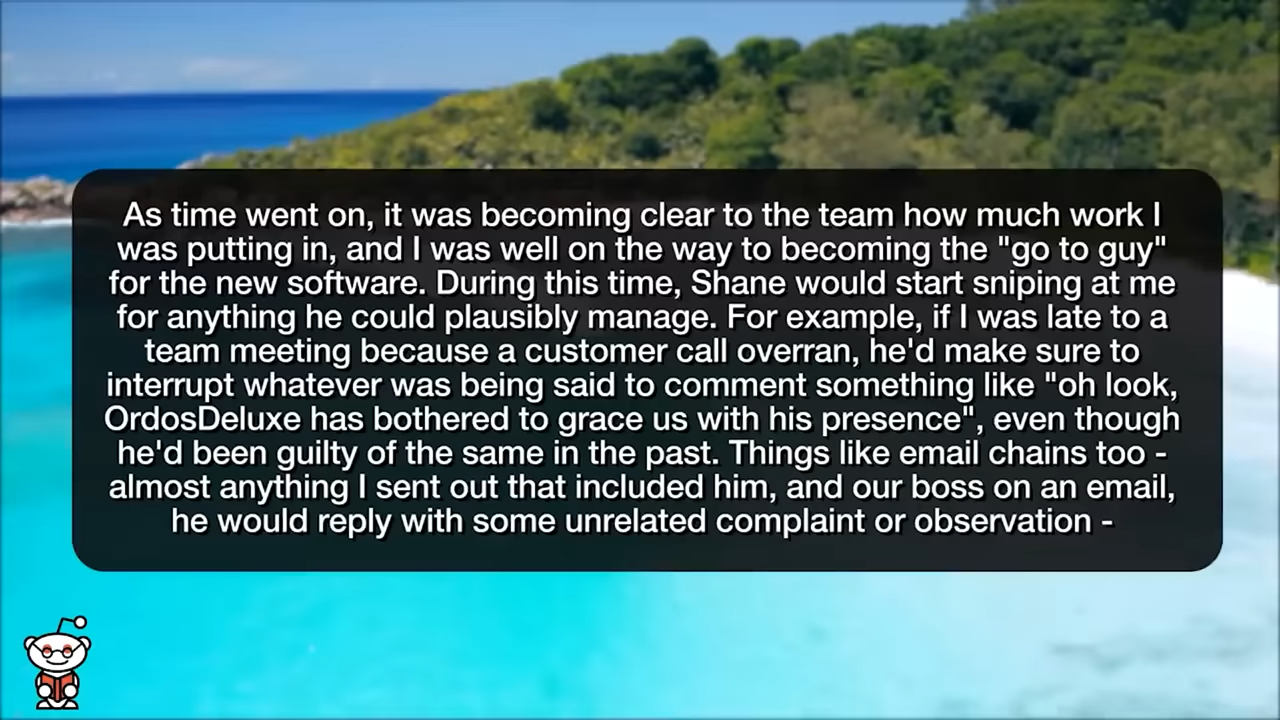 As time went on, it was becoming clear to the team how much work I
was putting in, and I was well on the way to becoming the "go to guy"
for the new software. During this time, Shane would start sniping at me
for anything he could plausibly manage. For example, if I was late to a
team meeting because a customer call overran, he'd make sure to
interrupt whatever was being said to comment something like "oh look,
OrdosDeluxe has bothered to grace us with his presence", even though
he'd been guilty of the same in the past. Things like email chains too -
almost anything I sent out that included him, and our boss on an email,
he would reply with some unrelated complaint or observation -